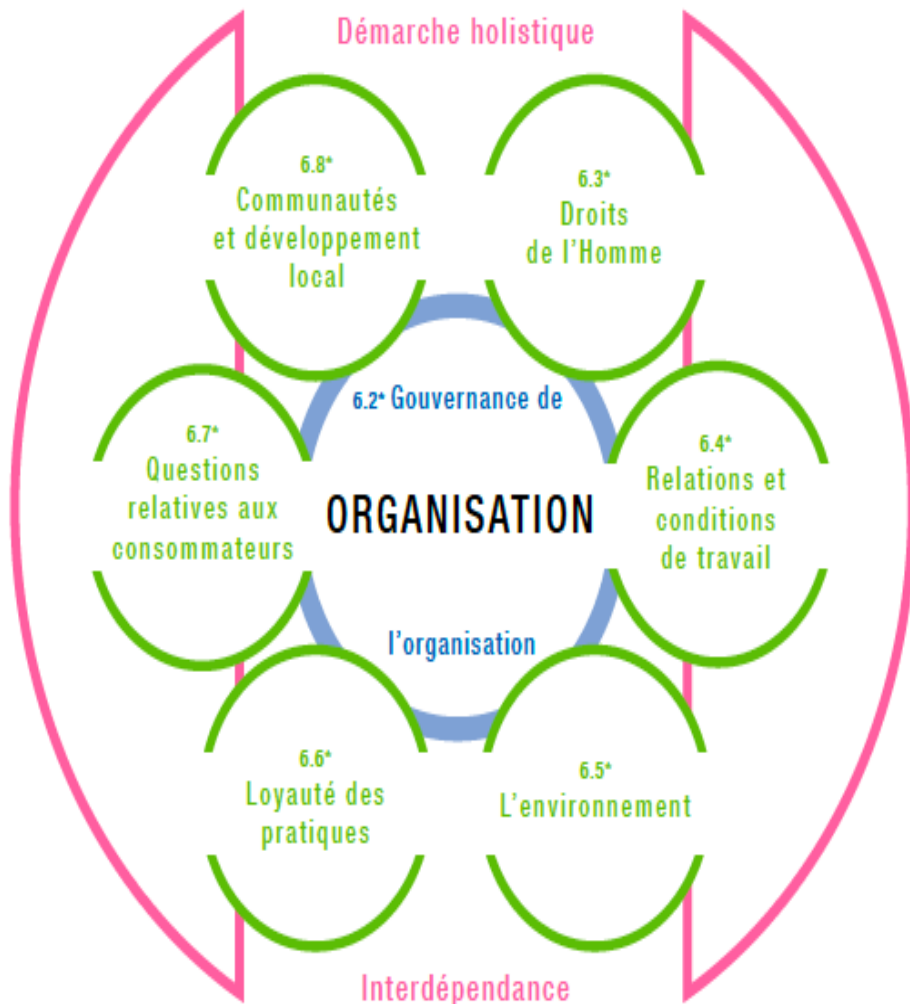 Démarche holistique
6.8*
Communautés
et développement
local
6.3*
Droits
de l'Homme
6.2* Gouvernance de
6.7*
Questions
relatives aux
consommateurs
ORGANISATION
6.4*
Relations et
conditions
de travail
l'organisation
6.6*
Loyauté des
pratiques
6.5*
L'environnement
Interdépendance